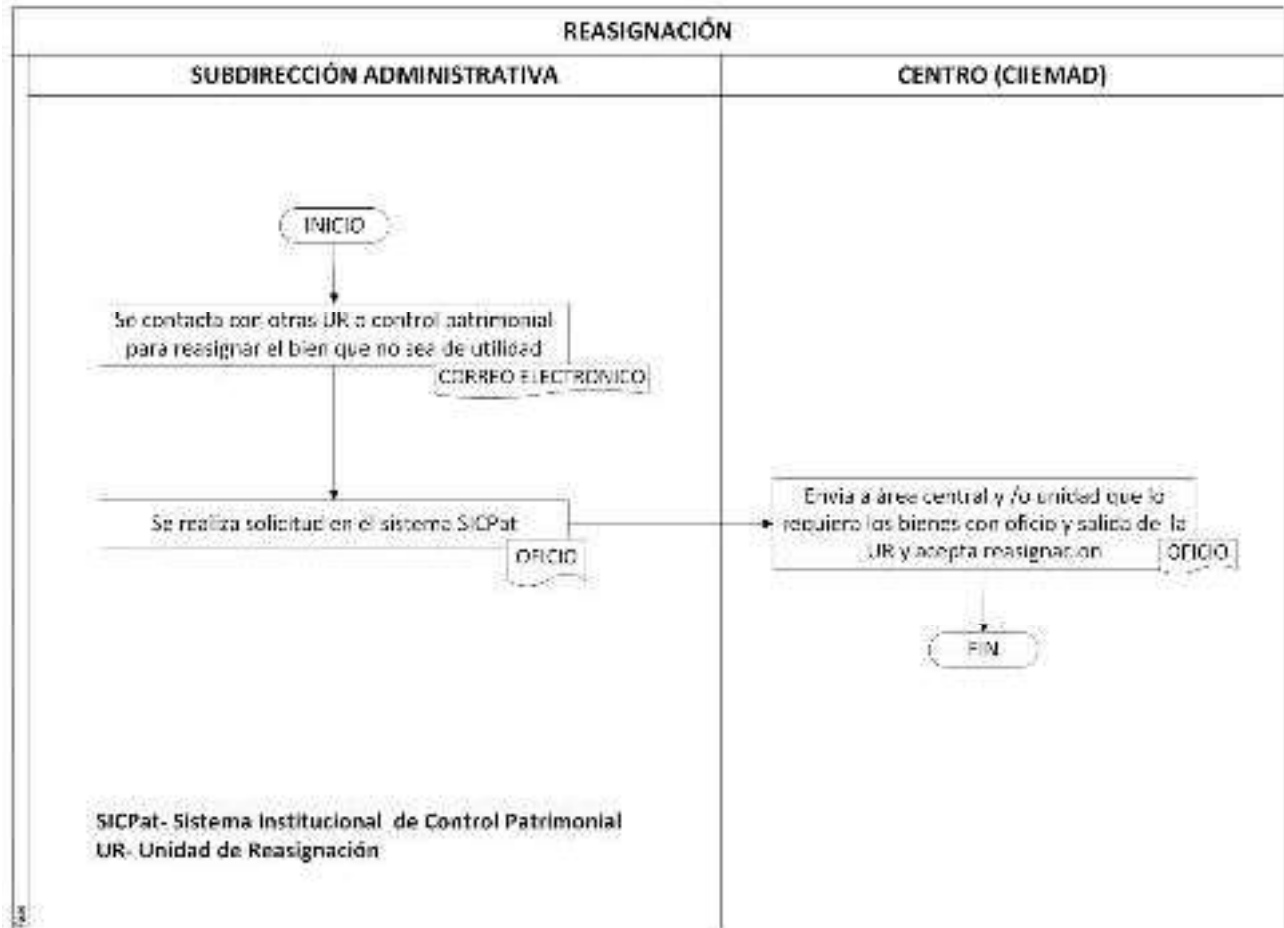 REASIGNACIÓN
SUBDIRECCIÓN ADMINISTRATIVA
CENTRO (CIIEMAD)
INICIO
Se contacta con otras UR o control patrimonial
para reasignar el bien que no sea de utilidad
CORREO ELECTRONICO
Se realiza solicitud en el sistema SICPat
OFICIO
Envia a área central y /o unidad que lo
requiera los bienes con oficio y salida de la
UR y acepta reasignacion
OFICIO
FIN
SICPat- Sistema Institucional de Control Patrimonial
UR- Unidad de Reasignación